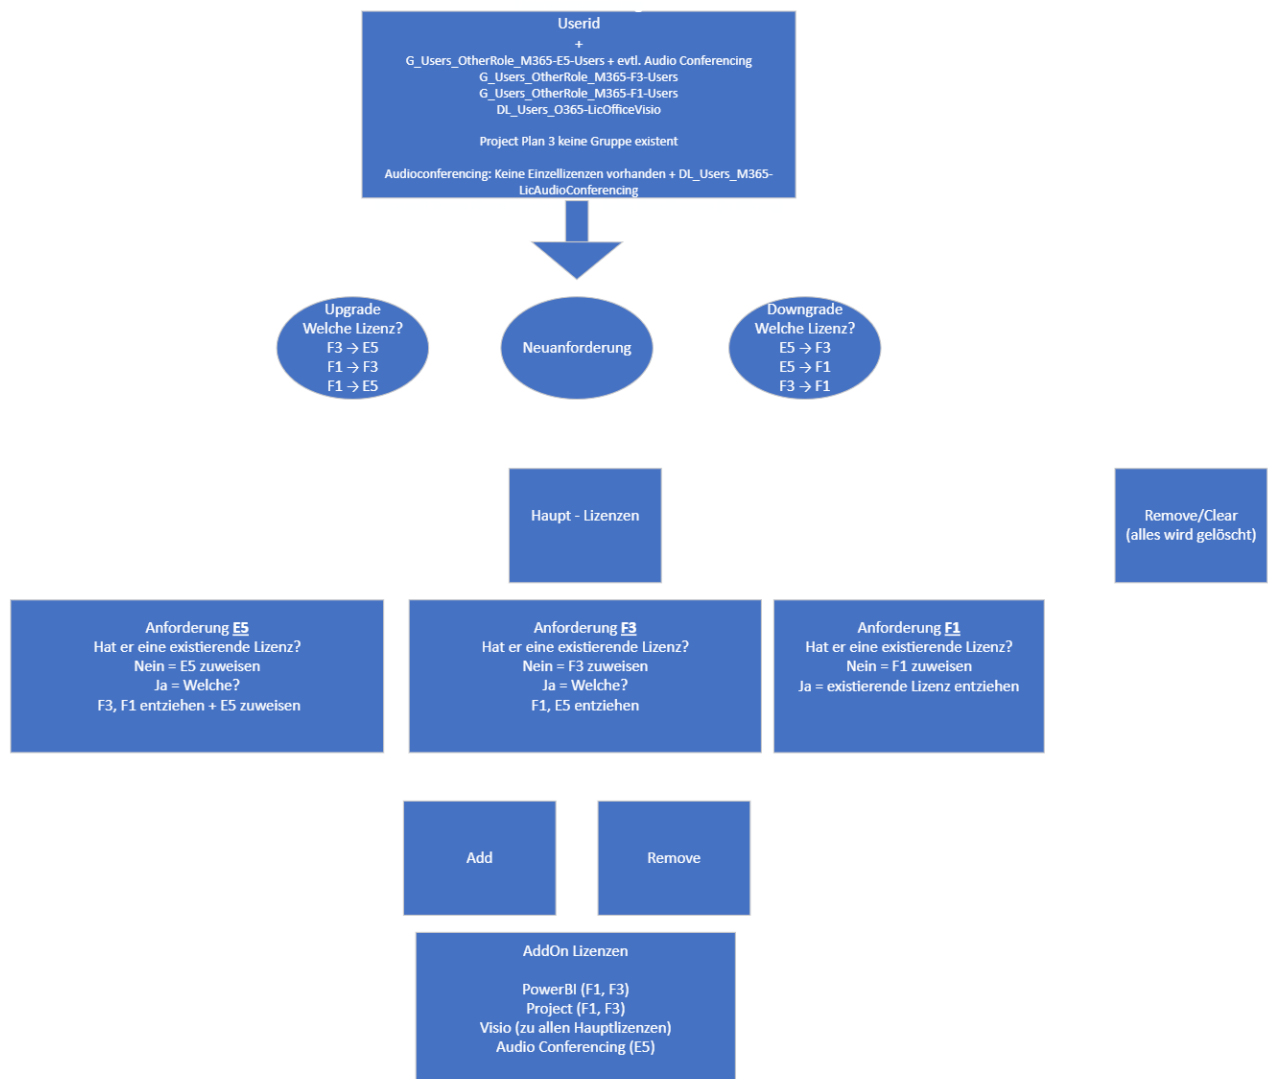 Userid
+
G_Users_OtherRole_M365-E5-Users + evtl. Audio Conferencing
G_Users_OtherRole_M365-F3-Users
G_Users_OtherRole_M365-F1-Users
DL_Users_O365-LicOfficeVisio
Project Plan 3 keine Gruppe existent
Audioconferencing: Keine Einzellizenzen vorhanden + DL_Users_M365-
LicAudioConferencing
Upgrade
Welche Lizenz?
F3 → E5
F1 → F3
F1 → E5
Neuanforderung
Downgrade
Welche Lizenz?
E5 → F3
E5 → F1
F3 → F1
Haupt - Lizenzen
Remove/Clear
(alles wird gelöscht)
Anforderung E5
Hat er eine existierende Lizenz?
Nein = E5 zuweisen
Ja = Welche?
F3, F1 entziehen + E5 zuweisen
Anforderung F3
Hat er eine existierende Lizenz?
Nein = F3 zuweisen
Ja = Welche?
F1, E5 entziehen
Anforderung F1
Hat er eine existierende Lizenz?
Nein = F1 zuweisen
Ja = existierende Lizenz entziehen
Add
Remove
AddOn Lizenzen
PowerBI (F1, F3)
Project (F1, F3)
Visio (zu allen Hauptlizenzen)
Audio Conferencing (E5)